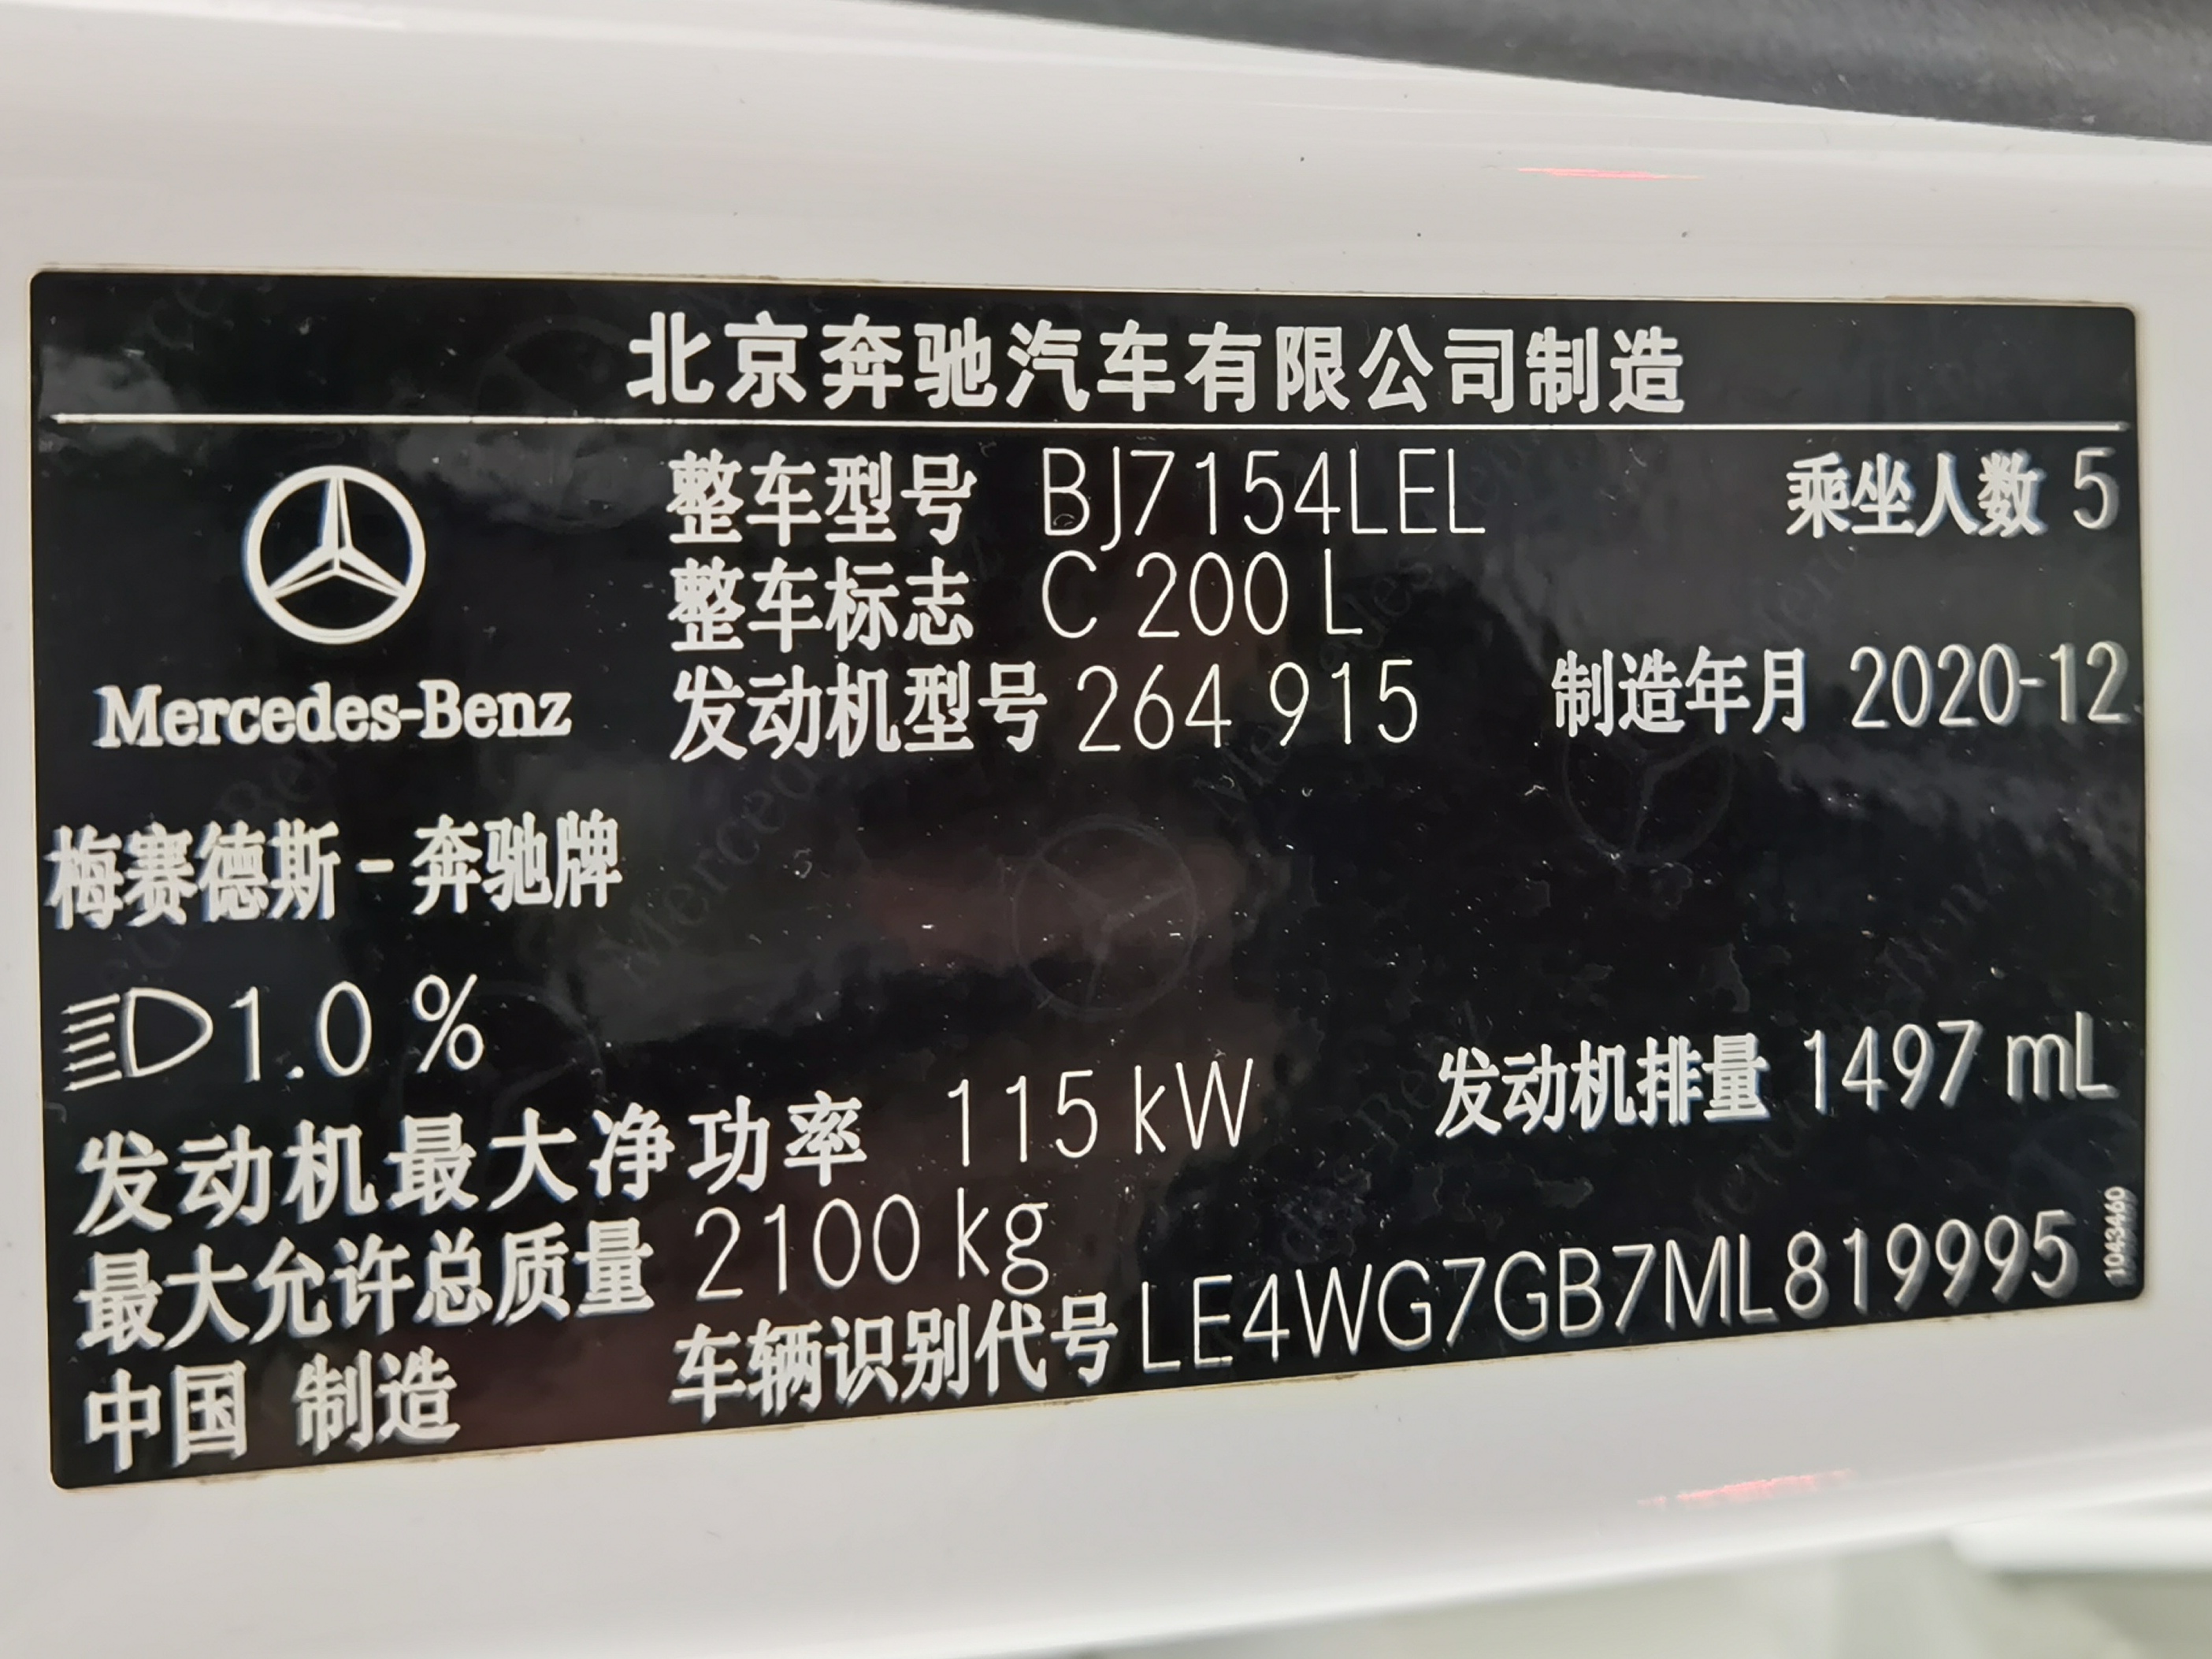 北京奔驰汽车有限公司制造
整车型号 BJ7154LEL 乘坐人数 5
整车标志 C 200 L
Mercedes-Benz 发动机型号 264 915 制造年月 2020-12
梅赛德斯-奔驰牌
1.0 %
发动机最大净功率 115 kW 发动机排量 1497 mL
最大允许总质量 2100 kg
中国 制造 车辆识别代号 LE4WG7GB7ML819995
1043460